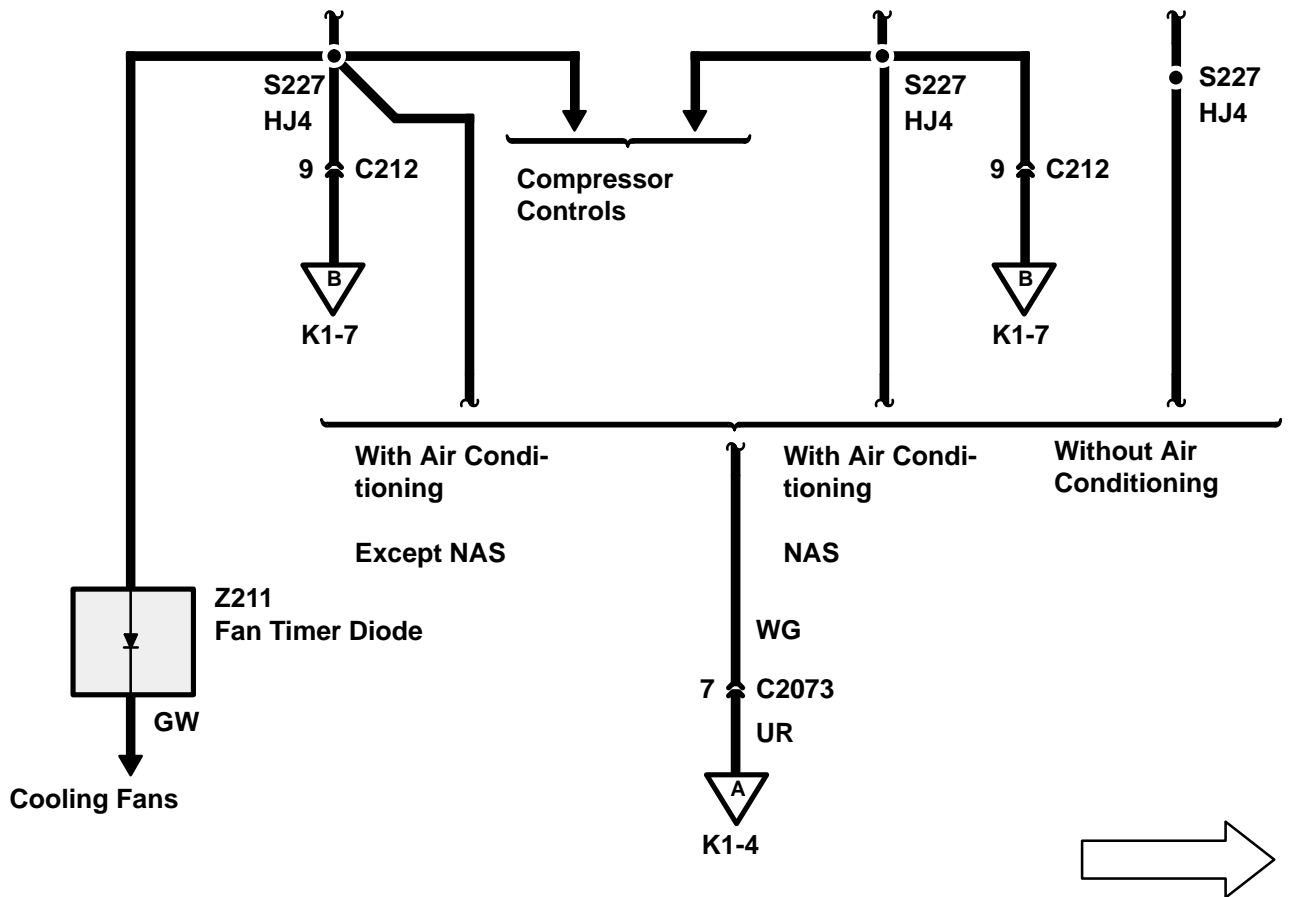 S227
HJ4
S227
HJ4
S227
HJ4
9 C212
9 C212
Compressor
Controls
B
K1-7
B
K1-7
With Air Condi-
tioning
Except NAS
With Air Condi-
tioning
NAS
Without Air
Conditioning
Z211
Fan Timer Diode
GW
Cooling Fans
WG
7 C2073
UR
A
K1-4